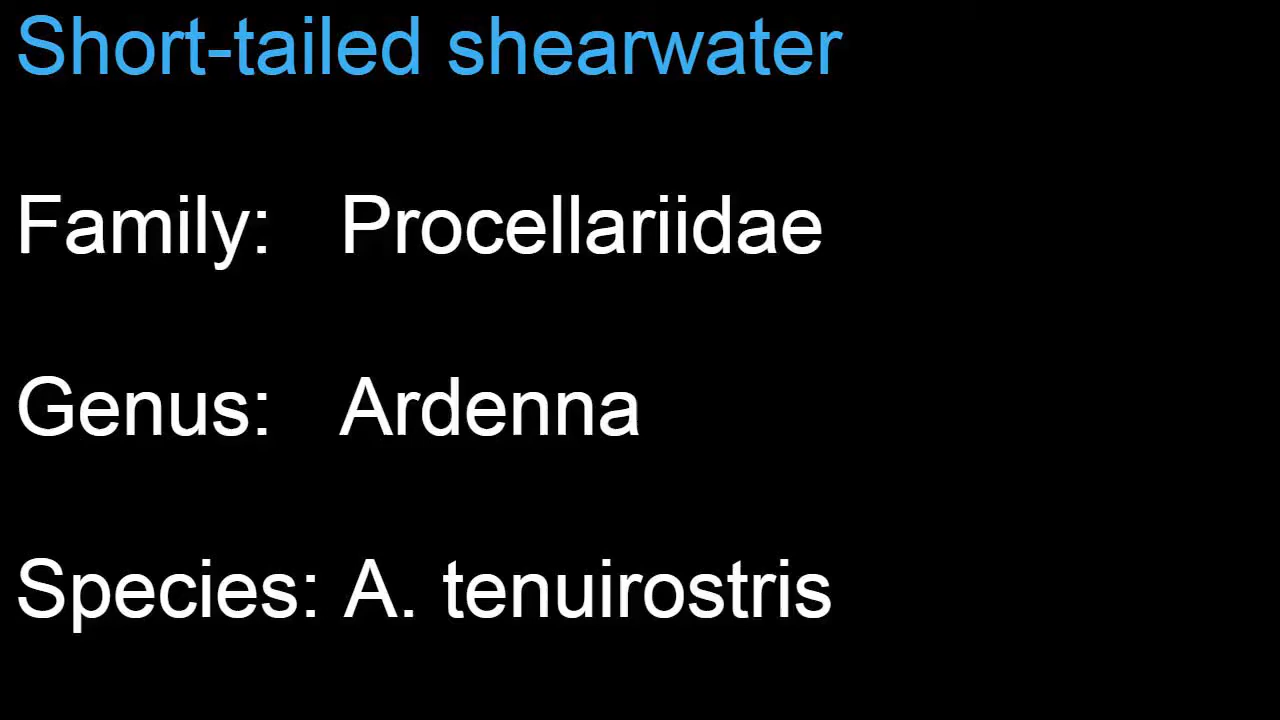 Short-tailed shearwater
Family: Procellariidae
Genus: Ardenna
Species: A. tenuirostris